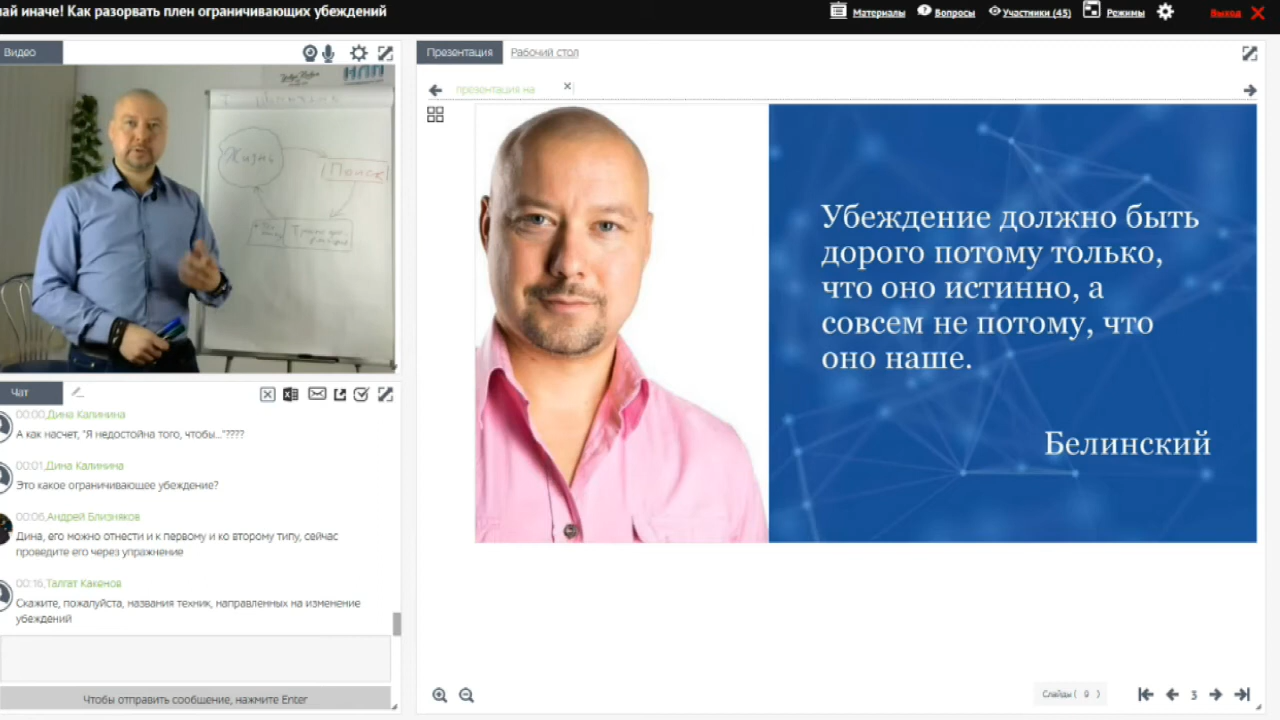 ай иначе! Как разорвать плен ограничивающих убеждений
Материалы
Вопросы
Участники (45)
Режимы
Выход
Видео
НЛП
Жизнь
Поиск
Чат
00:00, Дина Калинина
А как насчет, "Я недостойна того, чтобы..."????
00:01, Дина Калинина
Это какое ограничивающее убеждение?
00:06, Андрей Близняков
Дина, его можно отнести и к первому и ко второму типу, сейчас
проведите его через упражнение
00:16, Талгат Какенов
Скажите, пожалуйста, названия техник, направленных на изменение
убеждений
Чтобы отправить сообщение, нажмите Enter
Презентация
Рабочий стол
презентация на
Убеждение должно быть
дорого потому только,
что оно истинно, а
совсем не потому, что
оно наше.
Белинский
Слайды ( 9 )
3